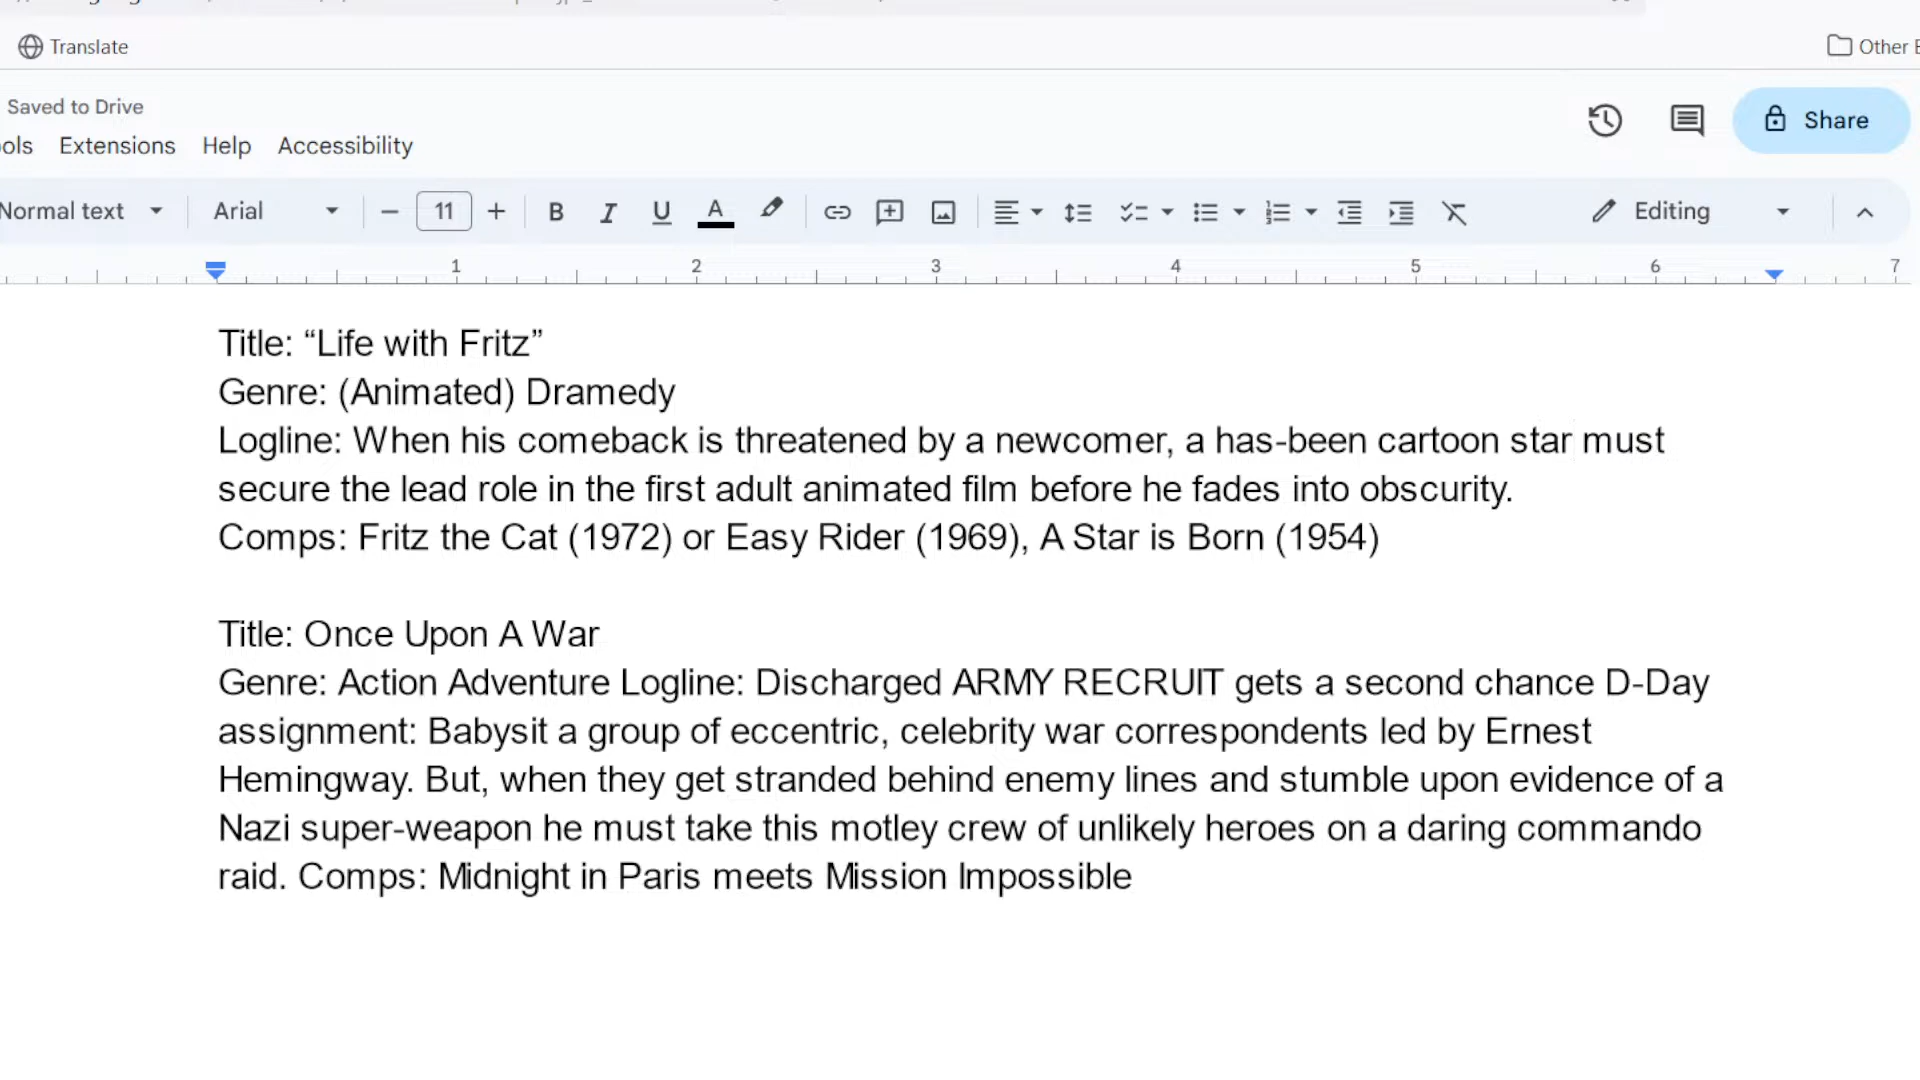 Translate
Other
Saved to Drive
ols Extensions Help Accessibility
Share
Normal text Arial 11 B I U A Editing
1 2 3 4 5 6 7
Title: “Life with Fritz”
Genre: (Animated) Dramedy
Logline: When his comeback is threatened by a newcomer, a has-been cartoon star must
secure the lead role in the first adult animated film before he fades into obscurity.
Comps: Fritz the Cat (1972) or Easy Rider (1969), A Star is Born (1954)
Title: Once Upon A War
Genre: Action Adventure Logline: Discharged ARMY RECRUIT gets a second chance D-Day
assignment: Babysit a group of eccentric, celebrity war correspondents led by Ernest
Hemingway. But, when they get stranded behind enemy lines and stumble upon evidence of a
Nazi super-weapon he must take this motley crew of unlikely heroes on a daring commando
raid. Comps: Midnight in Paris meets Mission Impossible